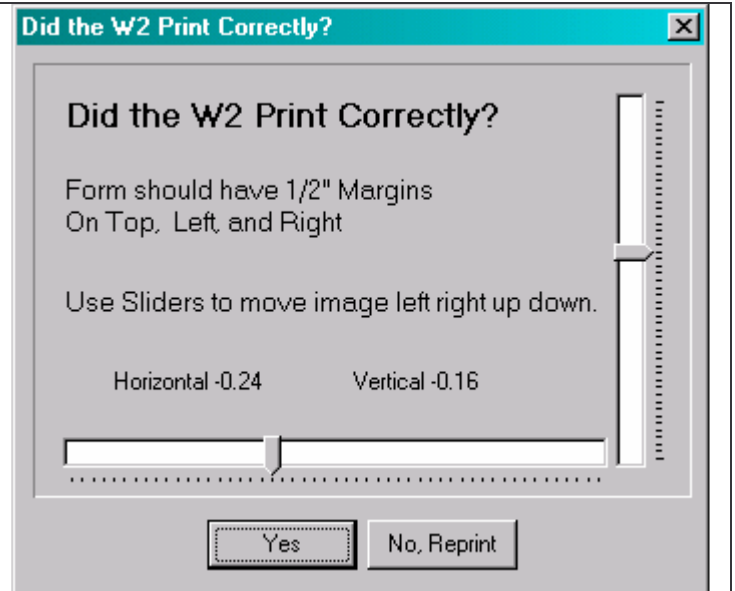 Did the W2 Print Correctly?
Did the W2 Print Correctly?
Form should have 1/2" Margins
On Top, Left, and Right
Use Sliders to move image left right up down.
Horizontal -0.24 Vertical -0.16
Yes No, Reprint